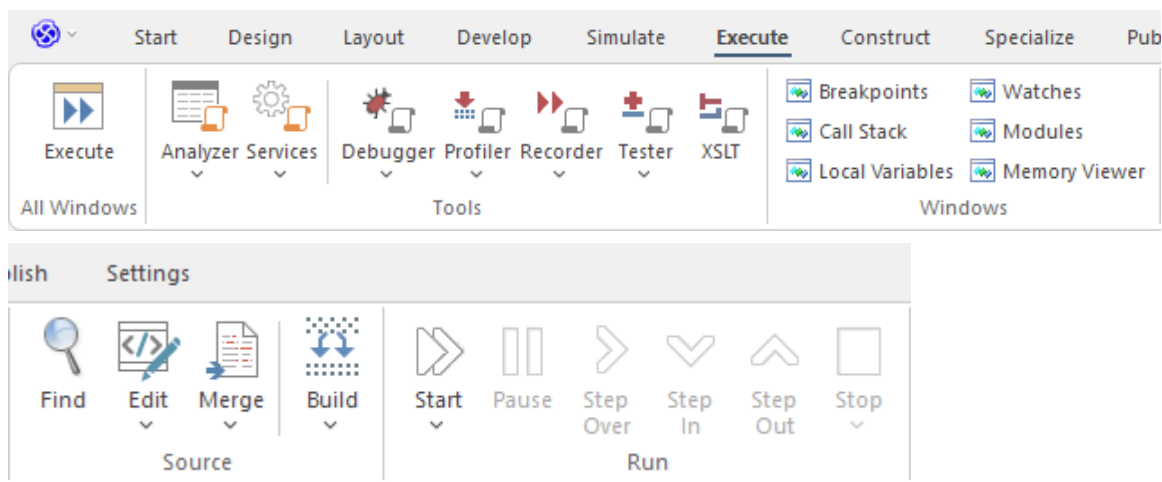 Start Design Layout Develop Simulate Execute Construct Specialize Pub
Breakpoints Watches
Call Stack Modules
Execute Analyzer Services Debugger Profiler Recorder Tester XSLT
Local Variables Memory Viewer
All Windows Tools Windows
lish Settings
</>
Find Edit Merge Build Start Pause Step Over Step In Step Out Stop
Source Run